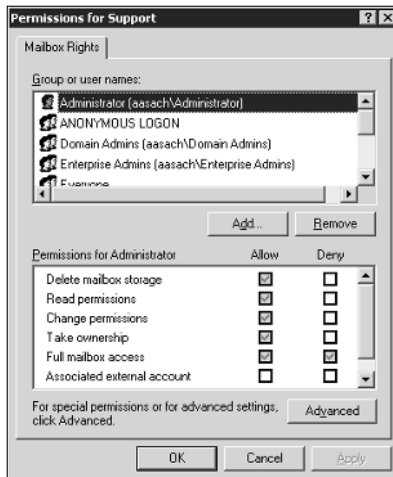 Permissions for Support
Mailbox Rights
Group or user names:
Administrator (aasach\Administrator)
ANONYMOUS LOGON
Domain Admins (aasach\Domain Admins)
Enterprise Admins (aasach\Enterprise Admins)
Everyone
Add...
Remove
Permissions for Administrator Allow Deny
Delete mailbox storage
Read permissions
Change permissions
Take ownership
Full mailbox access
Associated external account
For special permissions or for advanced settings,
click Advanced.
Advanced
OK Cancel Apply